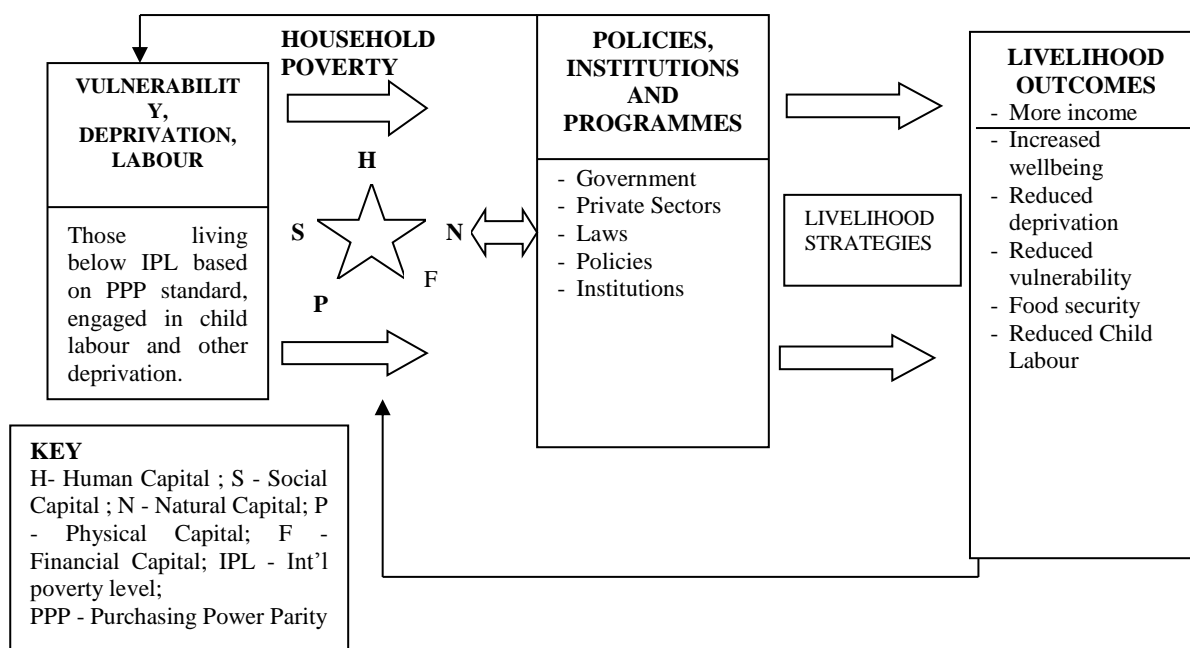 VULNERABILIT
Y,
DEPRIVATION,
LABOUR
Those living
below IPL based
on PPP standard,
engaged in child
labour and other
deprivation.
HOUSEHOLD
POVERTY
H
S
N
F
P
POLICIES,
INSTITUTIONS
AND
PROGRAMMES
- Government
- Private Sectors
- Laws
- Policies
- Institutions
LIVELIHOOD
STRATEGIES
LIVELIHOOD
OUTCOMES
- More income
- Increased
wellbeing
- Reduced
deprivation
- Reduced
vulnerability
- Food security
- Reduced Child
Labour
KEY
H- Human Capital ; S - Social
Capital ; N - Natural Capital; P
- Physical Capital; F -
Financial Capital; IPL - Int'l
poverty level;
PPP - Purchasing Power Parity